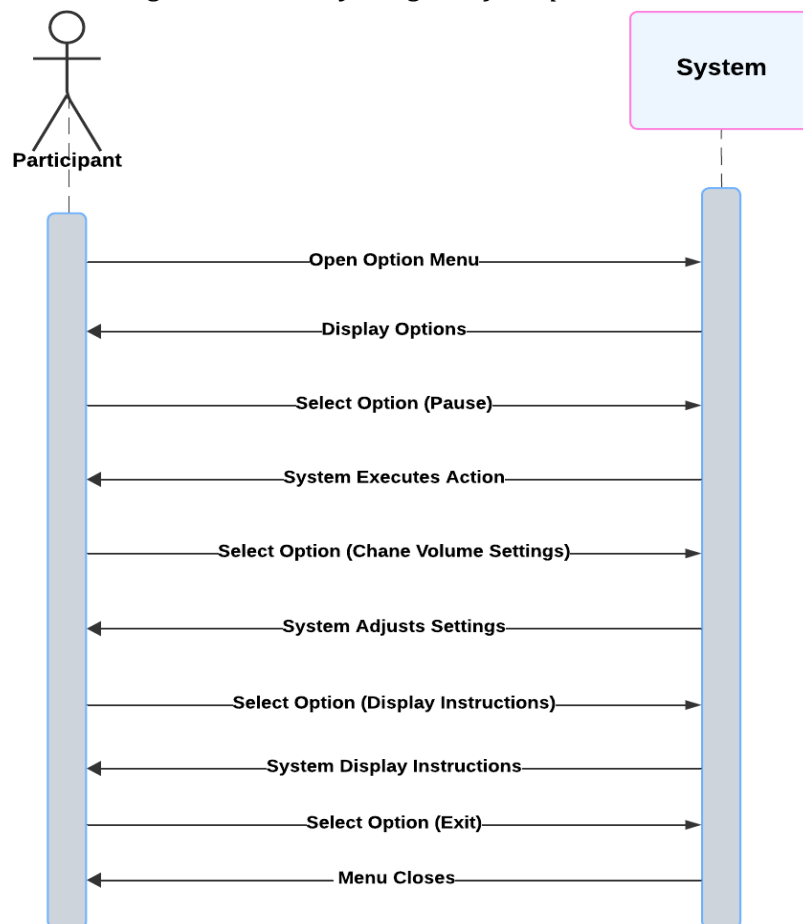 System
Participant
Open Option Menu
Display Options
Select Option (Pause)
System Executes Action
Select Option (Chane Volume Settings)
System Adjusts Settings
Select Option (Display Instructions)
System Display Instructions
Select Option (Exit)
Menu Closes